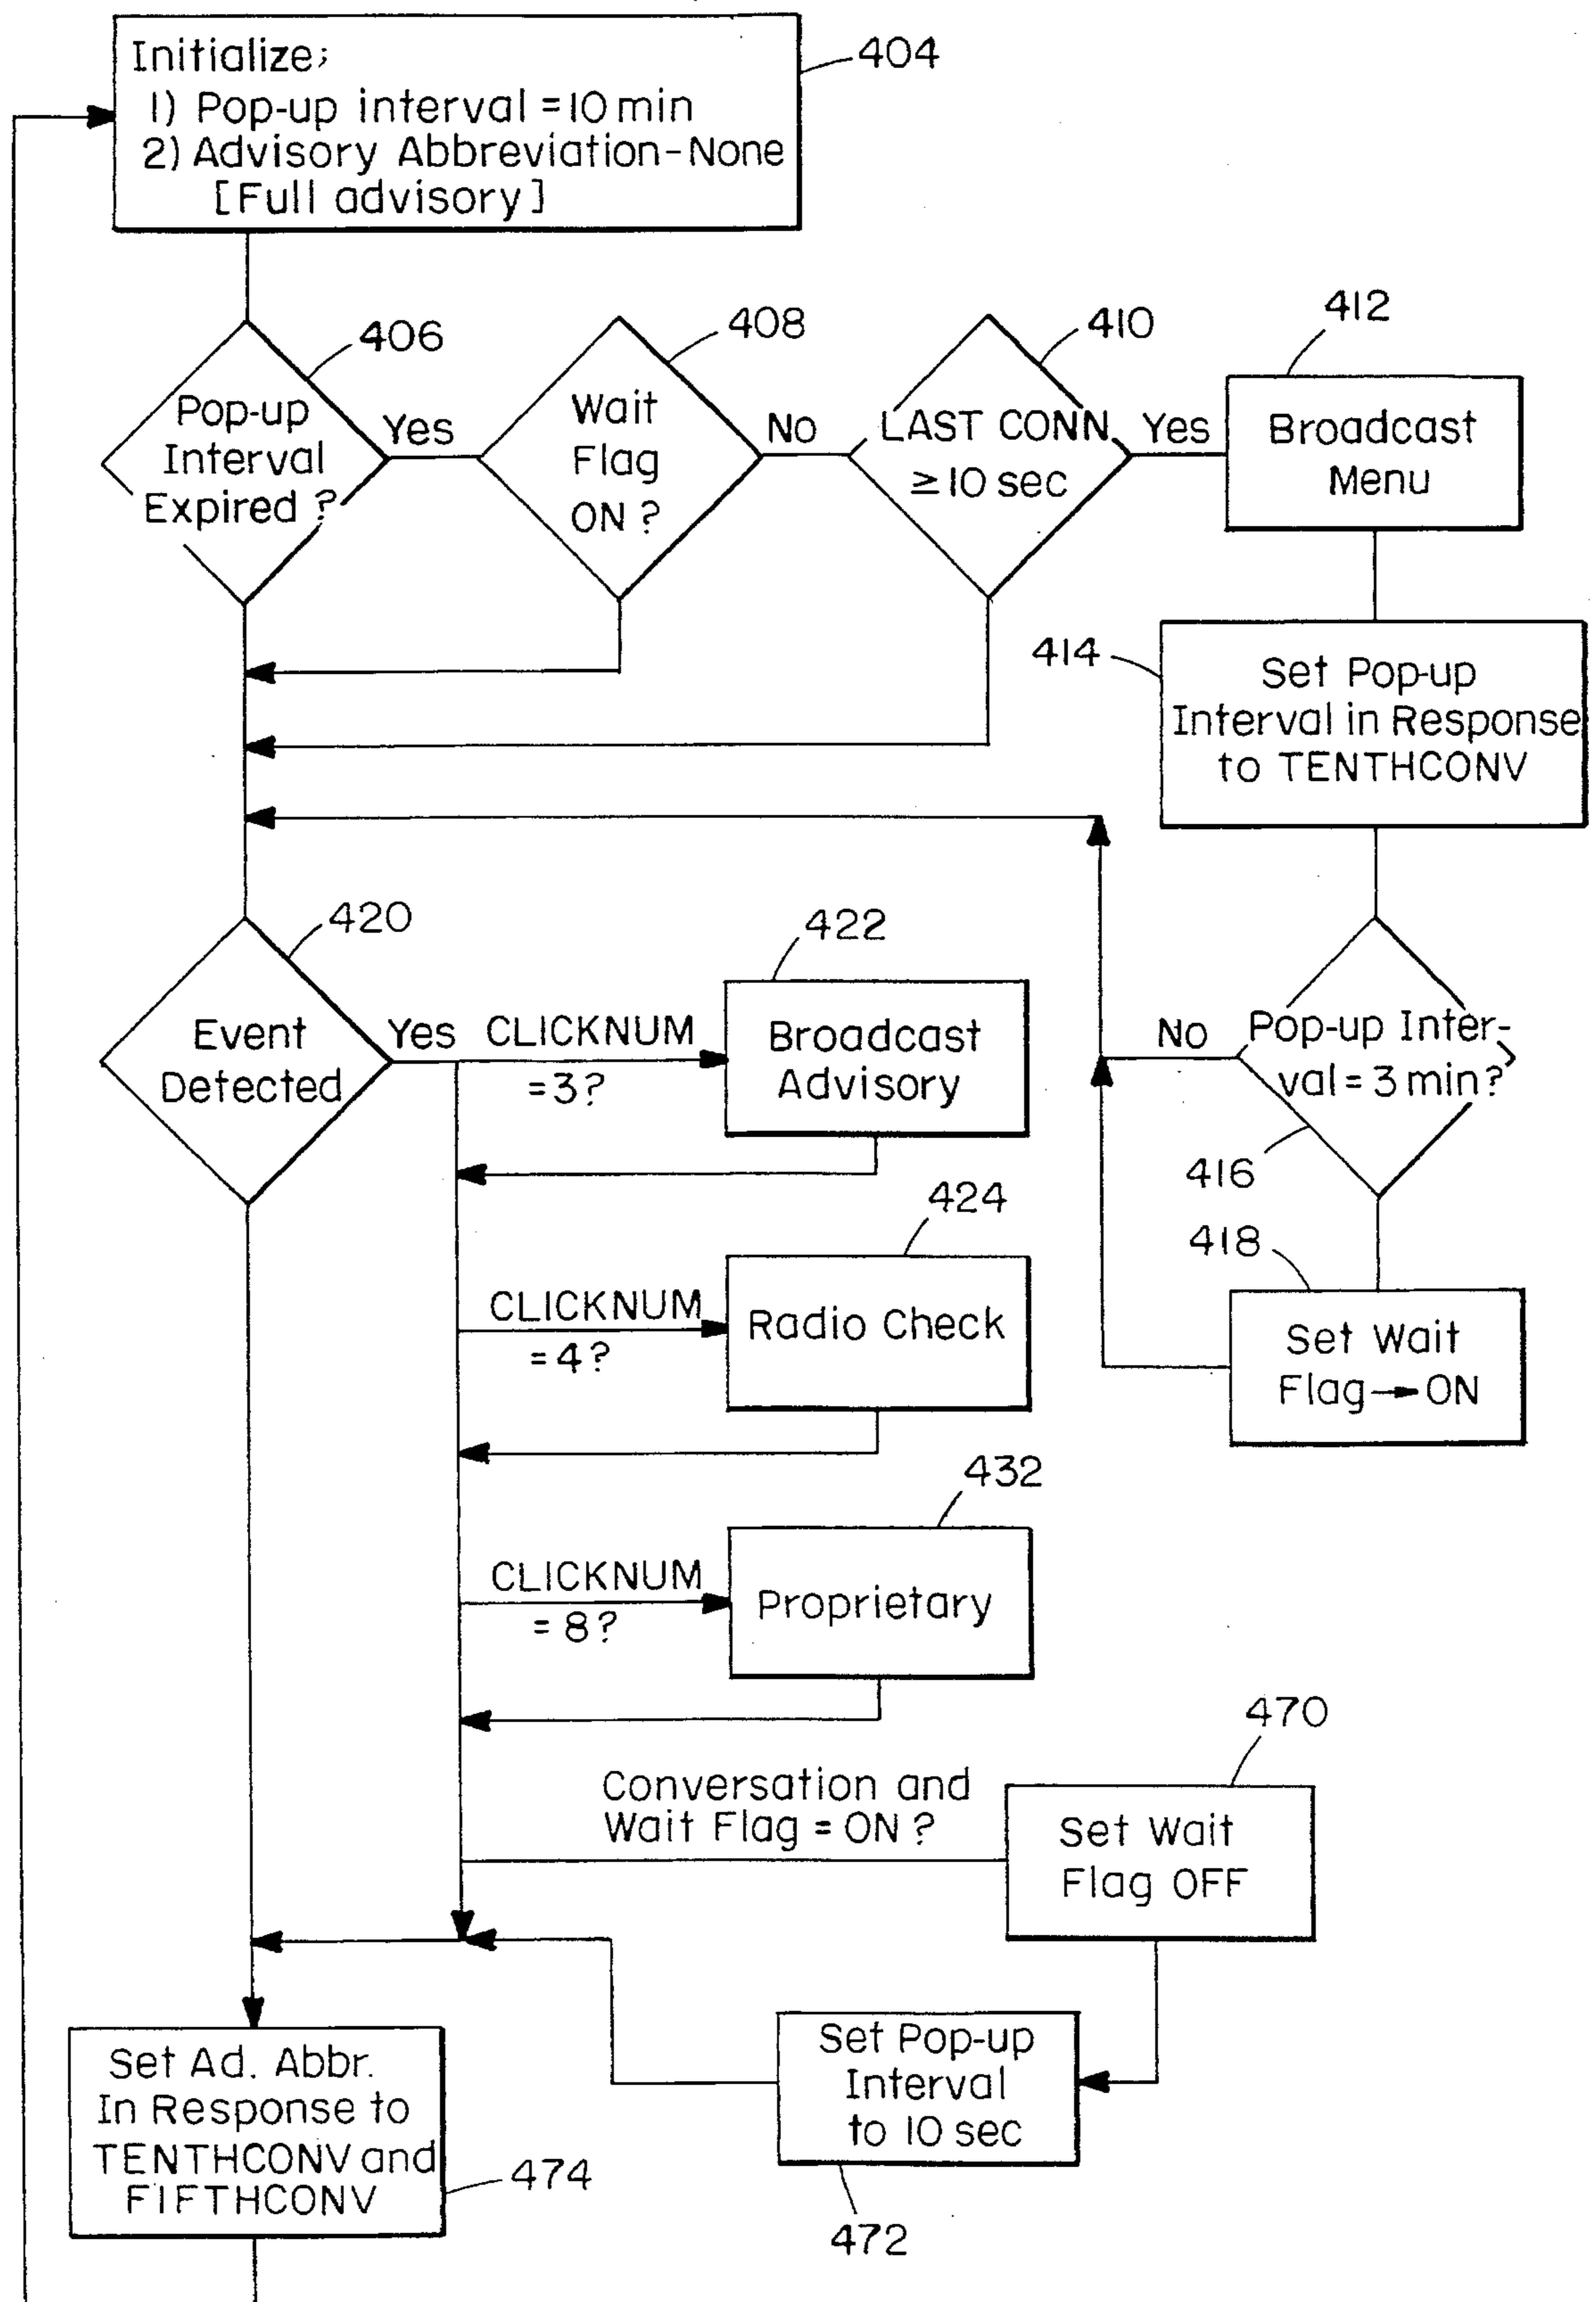 Initialize;
1) Pop-up interval = 10 min
2) Advisory Abbreviation-None
[Full advisory]
404
406
Pop-up
Interval
Expired ?
Yes
408
Wait
Flag
ON ?
No
410
LAST CONN
≥ 10 sec
Yes
412
Broadcast
Menu
414
Set Pop-up
Interval in Response
to TENTHCONV
420
Event
Detected
Yes
CLICKNUM
=3?
422
Broadcast
Advisory
No
Pop-up Inter-
val = 3 min?
416
418
Set Wait
Flag→ON
CLICKNUM
=4?
424
Radio Check
CLICKNUM
= 8?
432
Proprietary
Conversation and
Wait Flag = ON ?
470
Set Wait
Flag OFF
Set Pop-up
Interval
to 10 sec
472
Set Ad. Abbr.
In Response to
TENTHCONV and
FIFTHCONV
474